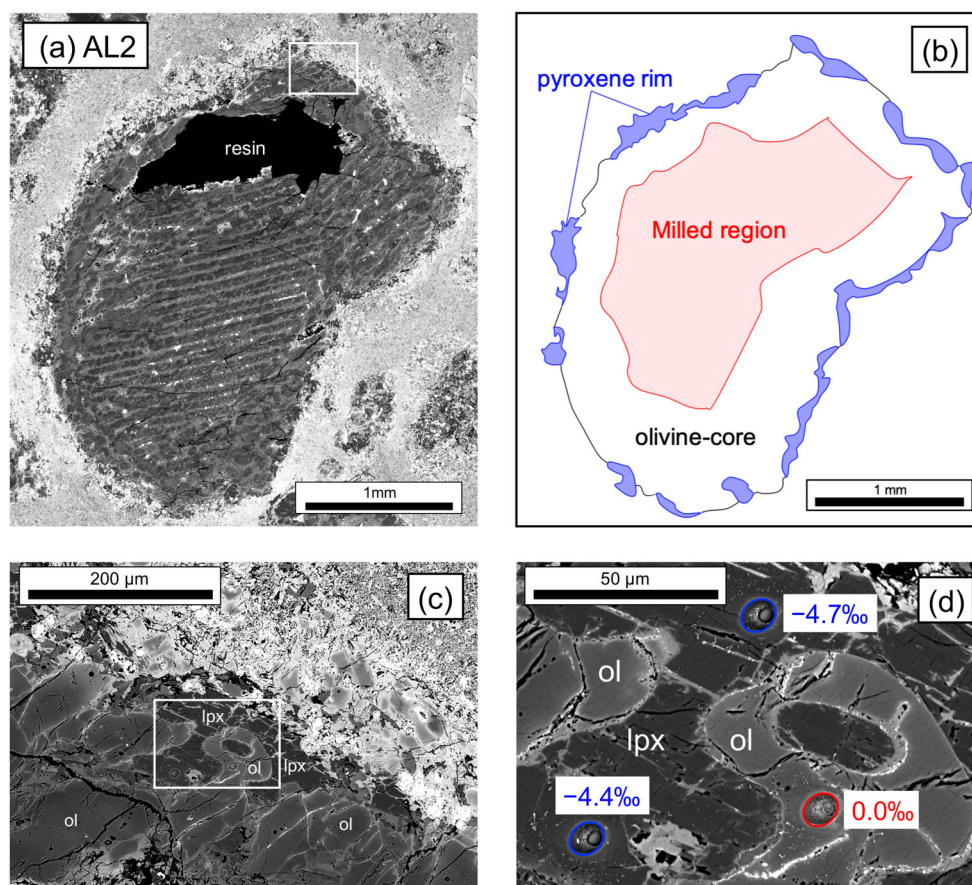 (a) AL2
resin
1mm
(b)
pyroxene rim
Milled region
olivine-core
1 mm
200 µm
(c)
lpx
ol
lpx
ol
ol
50 µm
(d)
−4.7‰
ol
lpx
ol
−4.4‰
0.0‰